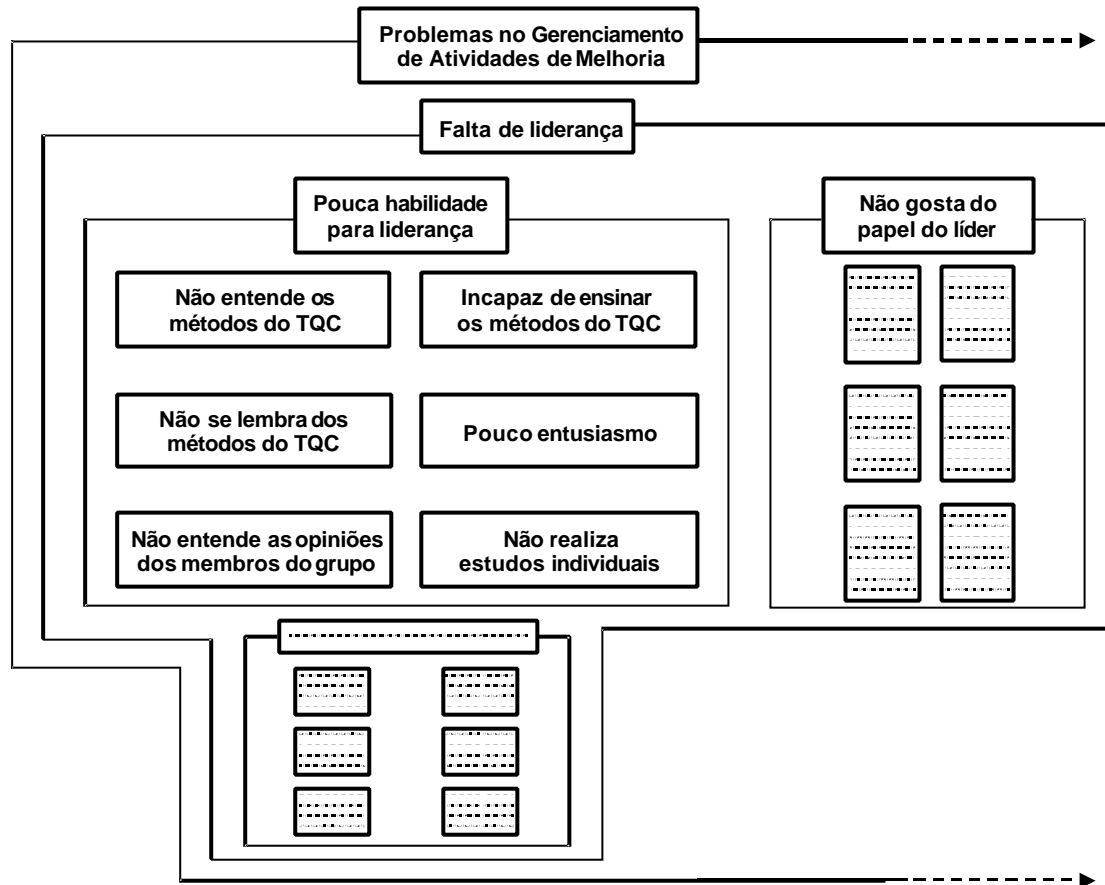 Problemas no Gerenciamento
de Atividades de Melhoria
Falta de liderança
Pouca habilidade
para liderança
Não gosta do
papel do líder
Não entende os
métodos do TQC
Incapaz de ensinar
os métodos do TQC
Não se lembra dos
métodos do TQC
Pouco entusiasmo
Não entende as opiniões
dos membros do grupo
Não realiza
estudos individuais